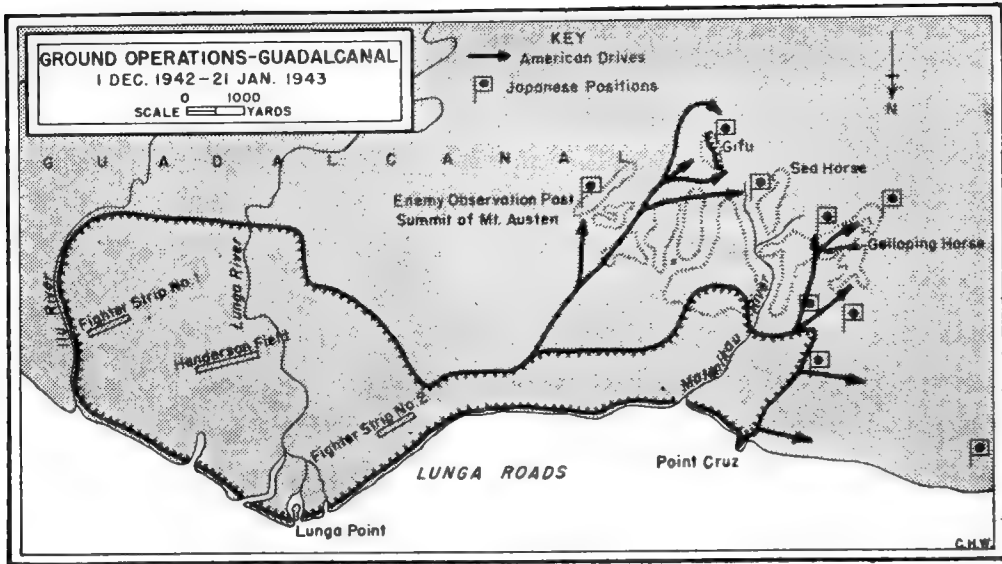 GROUND OPERATIONS-GUADALCANAL
1 DEC. 1942-21 JAN. 1943
0 1000
SCALE YARDS
KEY
American Drives
Japanese Positions
N
GUADALCANAL
Gifu
Sea Horse
Enemy Observation Post
Summit of Mt. Austen
Galloping Horse
Ilu River
Fighter Strip No. 1
Lunga River
Henderson Field
Matanikau River
Fighter Strip No. 2
Point Cruz
LUNGA ROADS
Lunga Point
C.H.W.